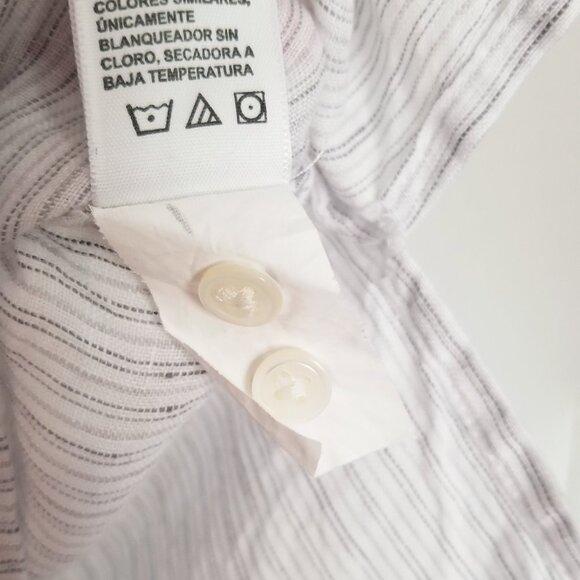 COLORES SIMILARES,
ÚNICAMENTE
BLANQUEADOR SIN
CLORO, SECADORA A
BAJA TEMPERATURA